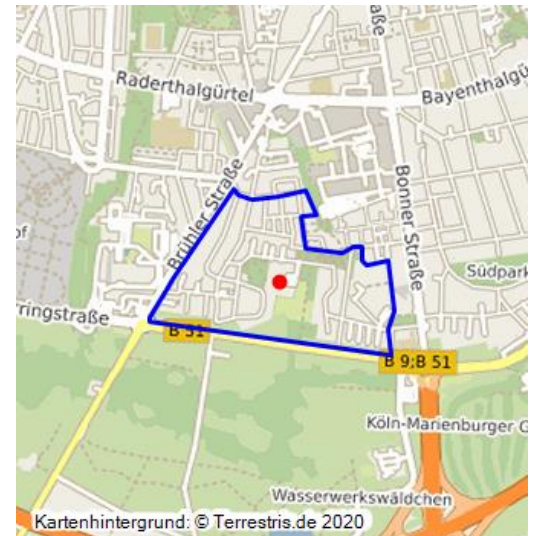 Straße
Raderthalgürtel
Bayenthalgü
Brühler Straße
Bonner Straße
of
Südpark
rringstraße
B 51
B 9;B 51
Köln-Marienburger G
Wasserwerkswäldchen
Kartenhintergrund: © Terrestris.de 2020